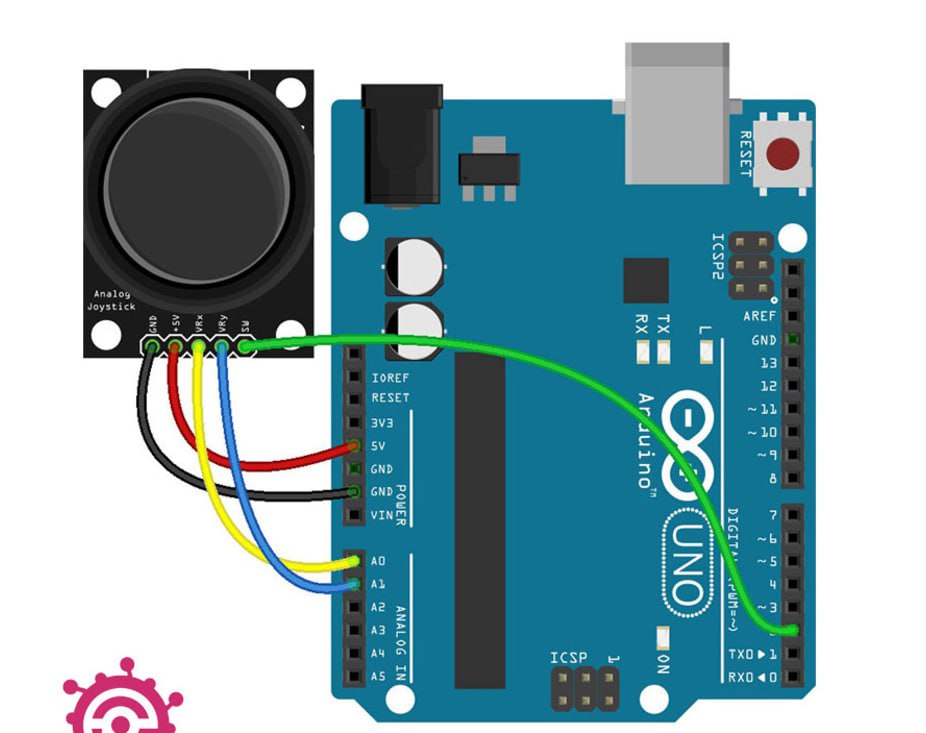 Analog
Joystick
GND
+5V
VRx
VRy
SW
RESET
ICSP2
AREF
GND
13
12
~11
~10
~9
8
7
~6
~5
4
~3
TX0▶1
RX0◀0
RX
TX
L
Arduino™
UNO
DIGITAL (PWM=~)
ON
ICSP
1
IOREF
RESET
3V3
5V
GND
GND
VIN
POWER
A0
A1
A2
A3
A4
A5
ANALOG IN